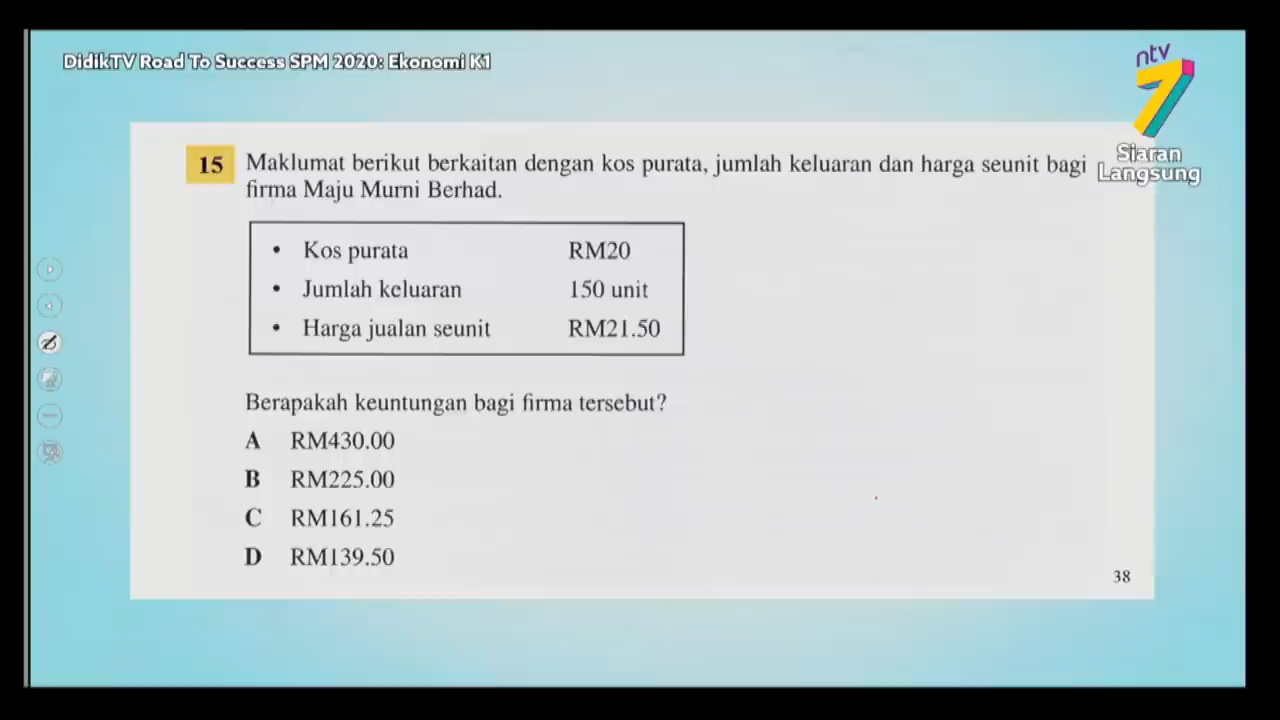 DidikTV Road To Success SPM 2020: Ekonomi K1
ntv
7
Siaran
Langsung
15 Maklumat berikut berkaitan dengan kos purata, jumlah keluaran dan harga seunit bagi
firma Maju Murni Berhad.
• Kos purata RM20
• Jumlah keluaran 150 unit
• Harga jualan seunit RM21.50
Berapakah keuntungan bagi firma tersebut?
A RM430.00
B RM225.00
C RM161.25
D RM139.50
38